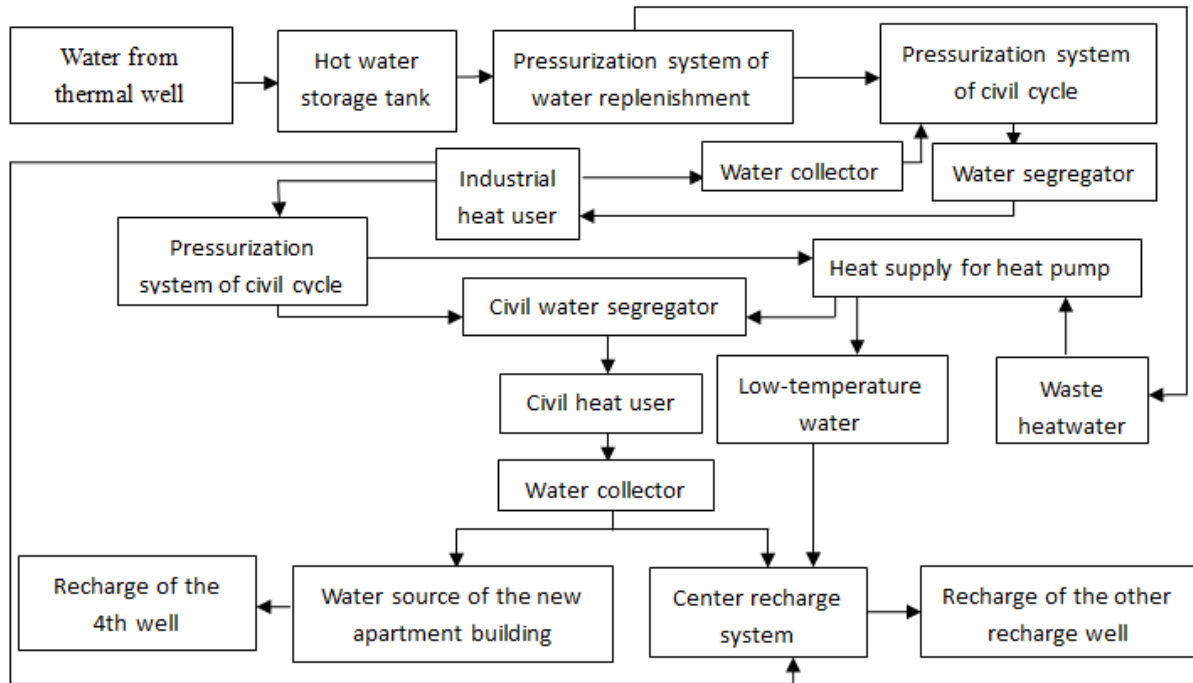 Water from
thermal well
Hot water
storage tank
Pressurization system of
water replenishment
Pressurization system
of civil cycle
Industrial
heat user
Water collector
Water segregator
Pressurization
system of civil cycle
Heat supply for heat pump
Civil water segregator
Civil heat user
Low-temperature
water
Waste
heatwater
Water collector
Recharge of the
4th well
Water source of the new
apartment building
Center recharge
system
Recharge of the other
recharge well